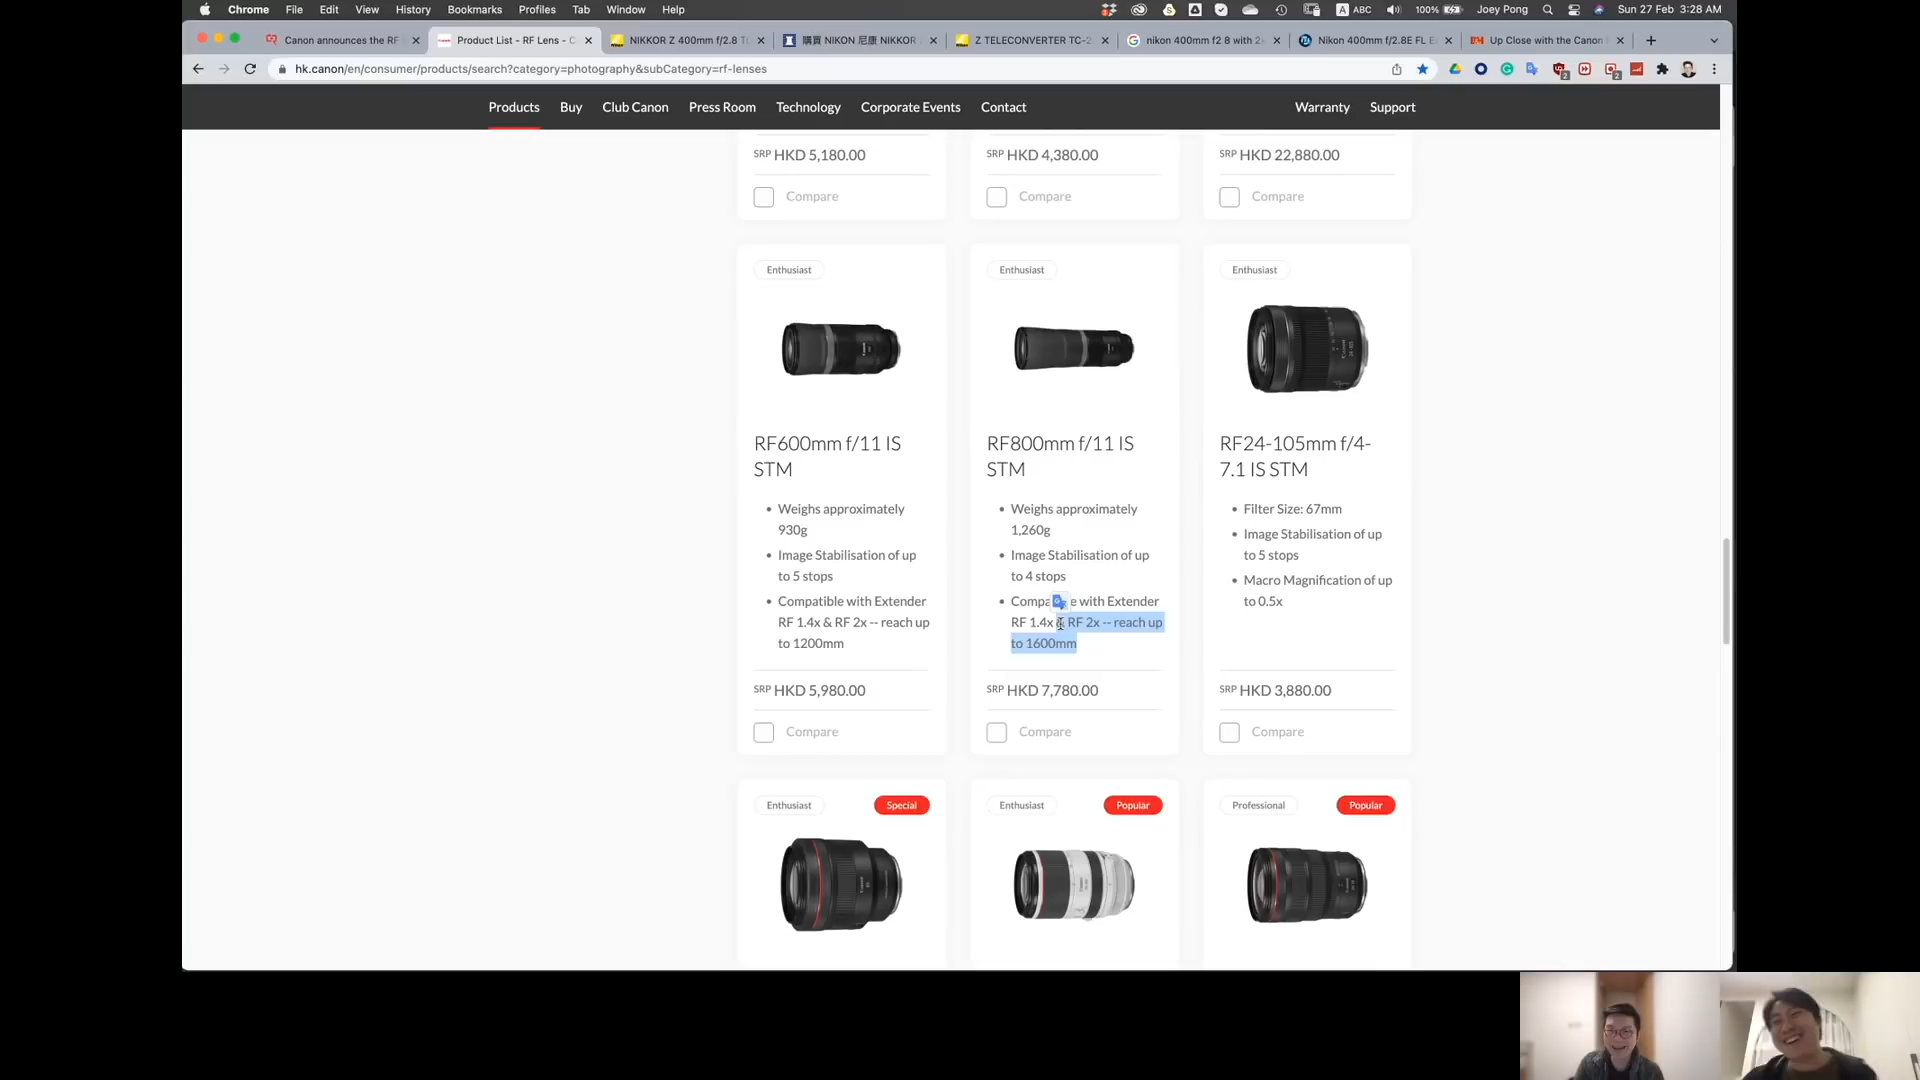 Chrome File Edit View History Bookmarks Profiles Tab Window Help
ABC 100% Joey Pong Sun 27 Feb 3:28 AM
Canon announces the RF
Product List - RF Lens - C
NIKKOR Z 400mm f/2.8 T
購買 NIKON 尼康 NIKKOR
Z TELECONVERTER TC-2
nikon 400mm f2 8 with 2
Nikon 400mm f/2.8E FL E
Up Close with the Canon
hk.canon/en/consumer/products/search?category=photography&subCategory=rf-lenses
Products Buy Club Canon Press Room Technology Corporate Events Contact Warranty Support
SRP HKD 5,180.00
Compare
SRP HKD 4,380.00
Compare
SRP HKD 22,880.00
Compare
Enthusiast
RF600mm f/11 IS
STM
• Weighs approximately
930g
• Image Stabilisation of up
to 5 stops
• Compatible with Extender
RF 1.4x & RF 2x -- reach up
to 1200mm
SRP HKD 5,980.00
Compare
Enthusiast
RF800mm f/11 IS
STM
• Weighs approximately
1,260g
• Image Stabilisation of up
to 4 stops
• Compa e with Extender
RF 1.4x & RF 2x -- reach up
to 1600mm
SRP HKD 7,780.00
Compare
Enthusiast
RF24-105mm f/4-
7.1 IS STM
• Filter Size: 67mm
• Image Stabilisation of up
to 5 stops
• Macro Magnification of up
to 0.5x
SRP HKD 3,880.00
Compare
Enthusiast Special
Enthusiast Popular
Professional Popular